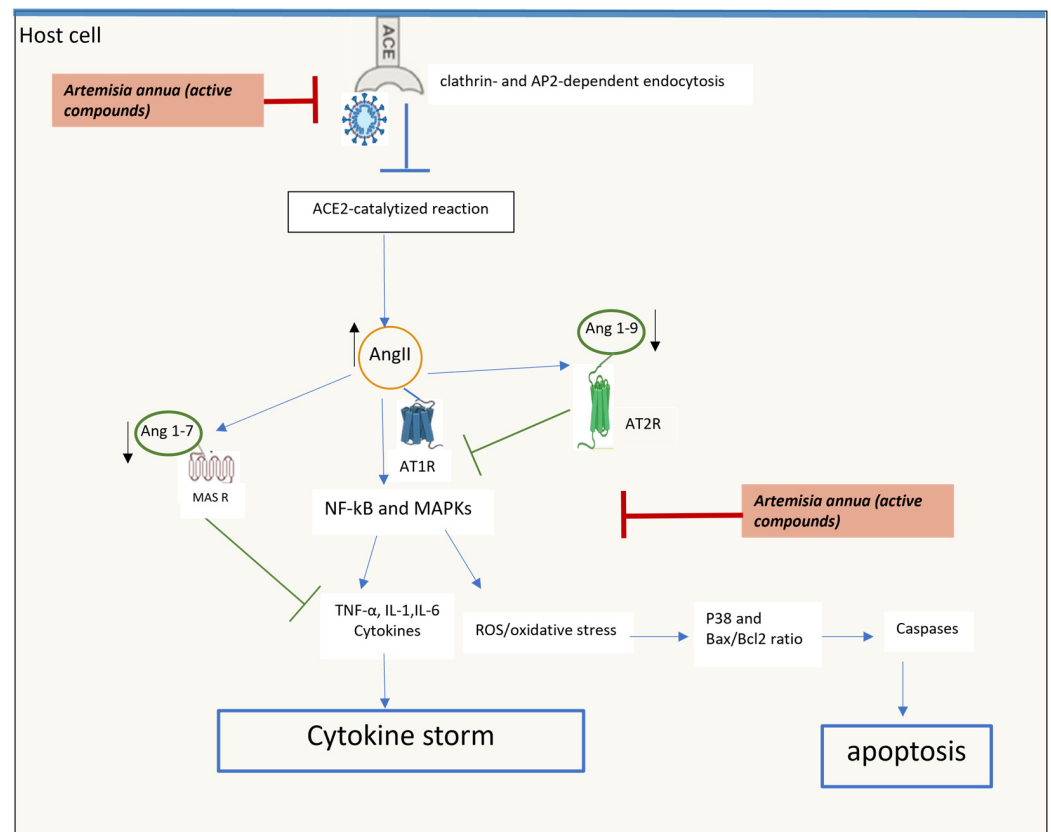 Host cell
ACE
clathrin- and AP2-dependent endocytosis
Artemisia annua (active
compounds)
ACE2-catalytized reaction
AngII
Ang 1-9
Ang 1-7
AT2R
AT1R
MAS R
NF-kB and MAPKs
Artemisia annua (active
compounds)
TNF-α, IL-1,IL-6
Cytokines
ROS/oxidative stress
P38 and
Bax/Bcl2 ratio
Caspases
Cytokine storm
apoptosis